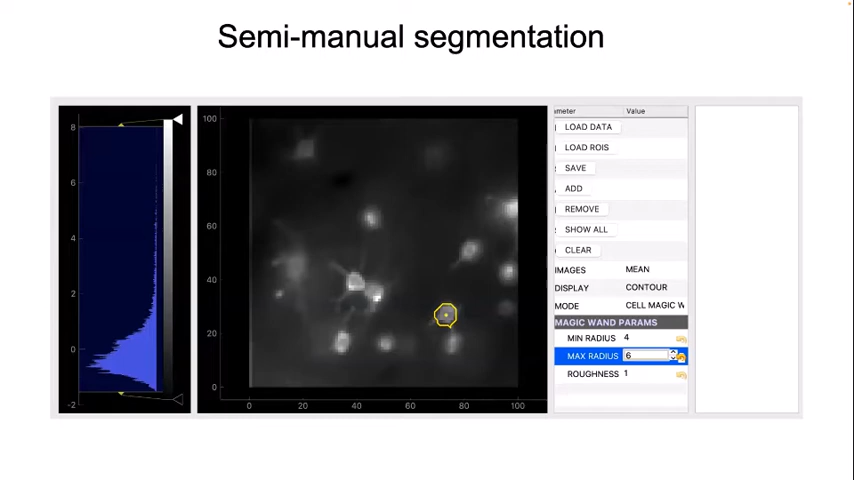 Semi-manual segmentation
8
6
4
2
0
-2
100
80
60
40
20
0
0 20 40 60 80 100
meter Value
LOAD DATA
LOAD ROIS
SAVE
ADD
REMOVE
SHOW ALL
CLEAR
IMAGES MEAN
DISPLAY CONTOUR
MODE CELL MAGIC W
MAGIC WAND PARAMS
MIN RADIUS 4
MAX RADIUS 6
ROUGHNESS 1